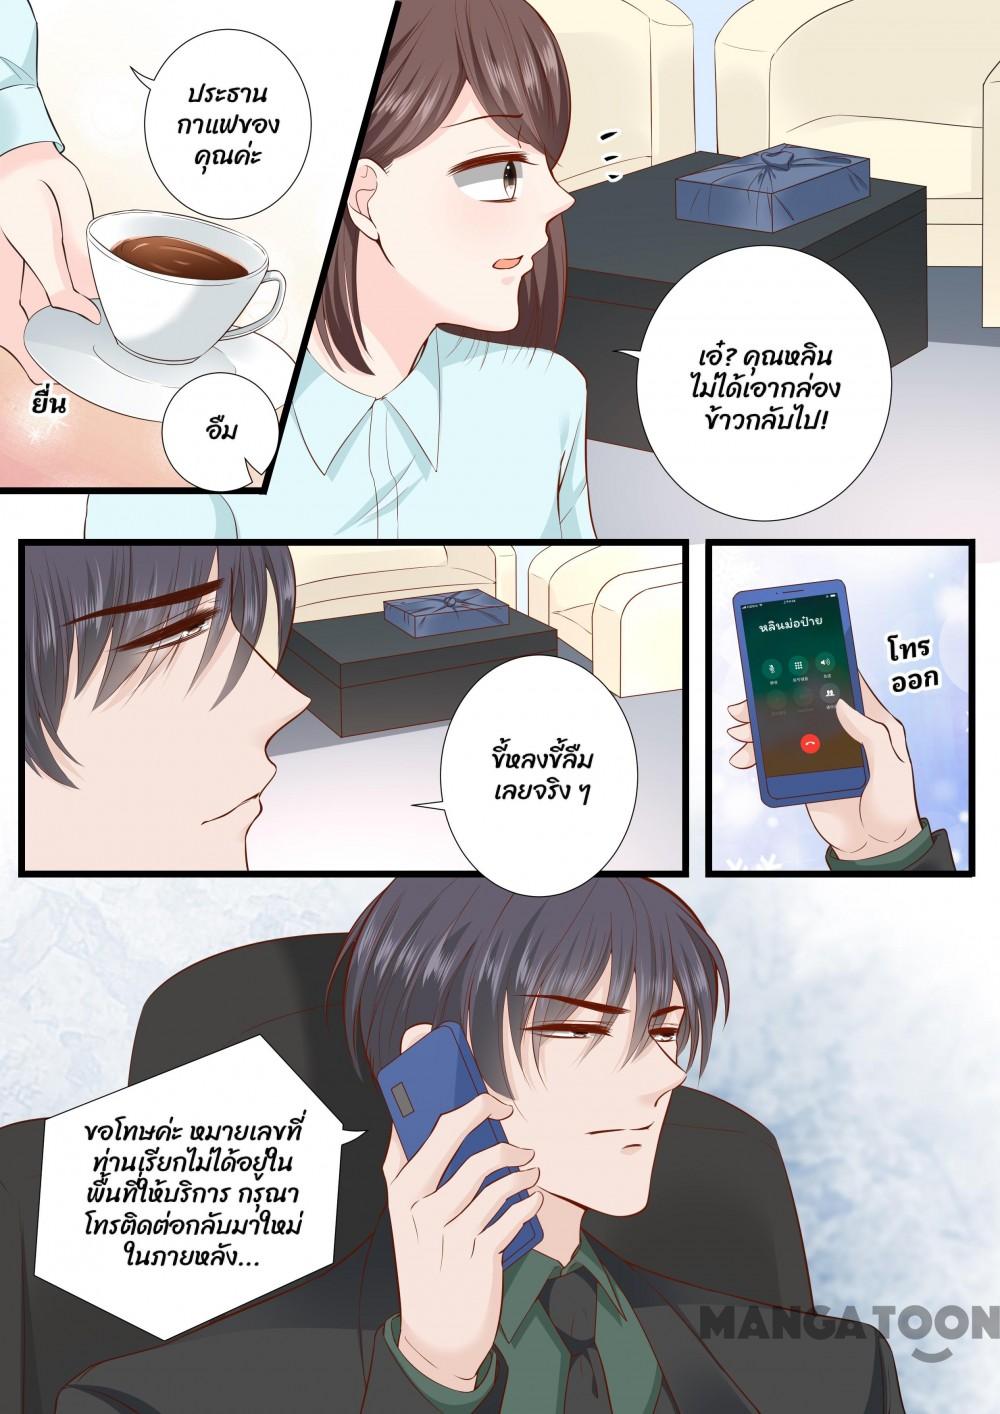 ประธาน
กาแฟของ
คุณค่ะ
ยื่น
อืม
เอ๋? คุณหลิน
ไม่ได้เอากล่อง
ข้าวกลับไป!
ขี้หลงขี้ลืม
เลยจริง ๆ
หลินม่อป่าย
โทร
ออก
ขอโทษค่ะ หมายเลขที่
ท่านเรียกไม่ได้อยู่ใน
พื้นที่ให้บริการ กรุณา
โทรติดต่อกลับมาใหม่
ในภายหลัง...
MANGATOON